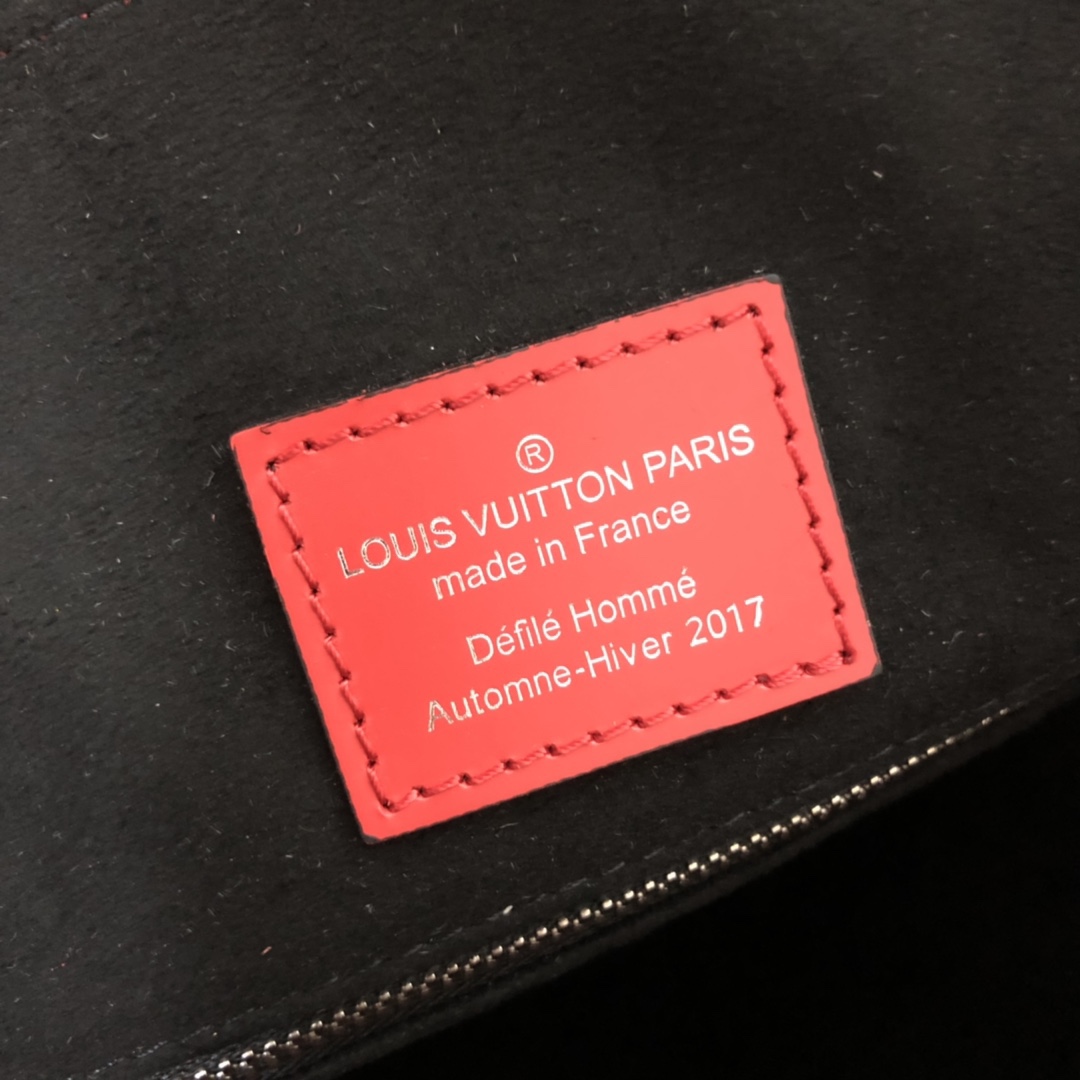 ®
LOUIS VUITTON PARIS
made in France
Défilé Hommé
Automne-Hiver 2017